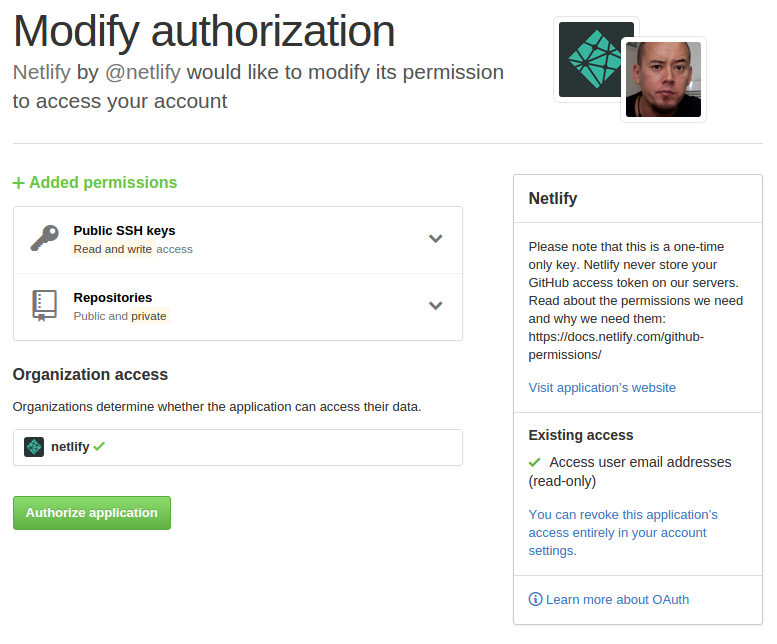 Modify authorization
Netlify by @netlify would like to modify its permission
to access your account
Added permissions
Public SSH keys
Read and write access
Repositories
Public and private
Organization access
Organizations determine whether the application can access their data.
netlify
Authorize application
Netlify
Please note that this is a one-time
only key. Netlify never store your
GitHub access token on our servers.
Read about the permissions we need
and why we need them:
https://docs.netlify.com/github-
permissions/
Visit application's website
Existing access
Access user email addresses
(read-only)
You can revoke this application's
access entirely in your account
settings.
Learn more about OAuth